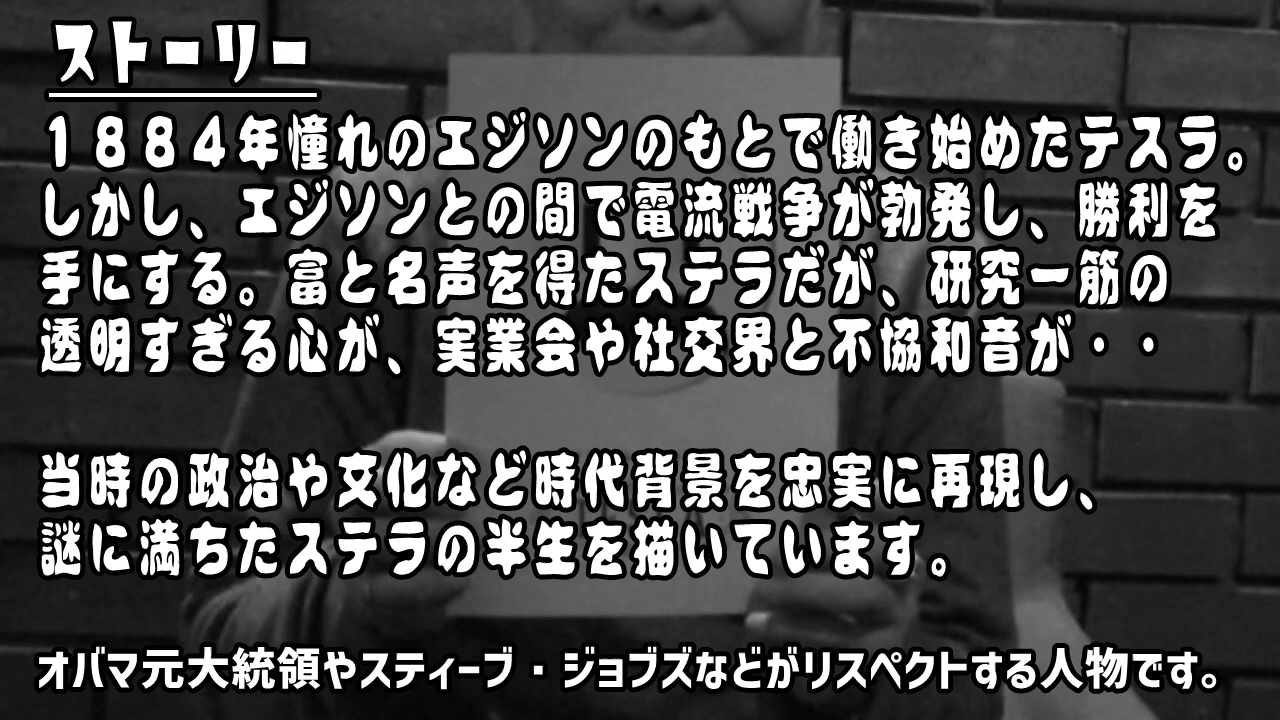 ストーリー
1884年憧れのエジソンのもとで働き始めたテスラ。
しかし、エジソンとの間で電流戦争が勃発し、勝利を
手にする。富と名声を得たステラだが、研究一筋の
透明すぎる心が、実業会や社交界と不協和音が・・
当時の政治や文化など時代背景を忠実に再現し、
謎に満ちたステラの半生を描いています。
オバマ元大統領やスティーブ・ジョブズなどがリスペクトする人物です。